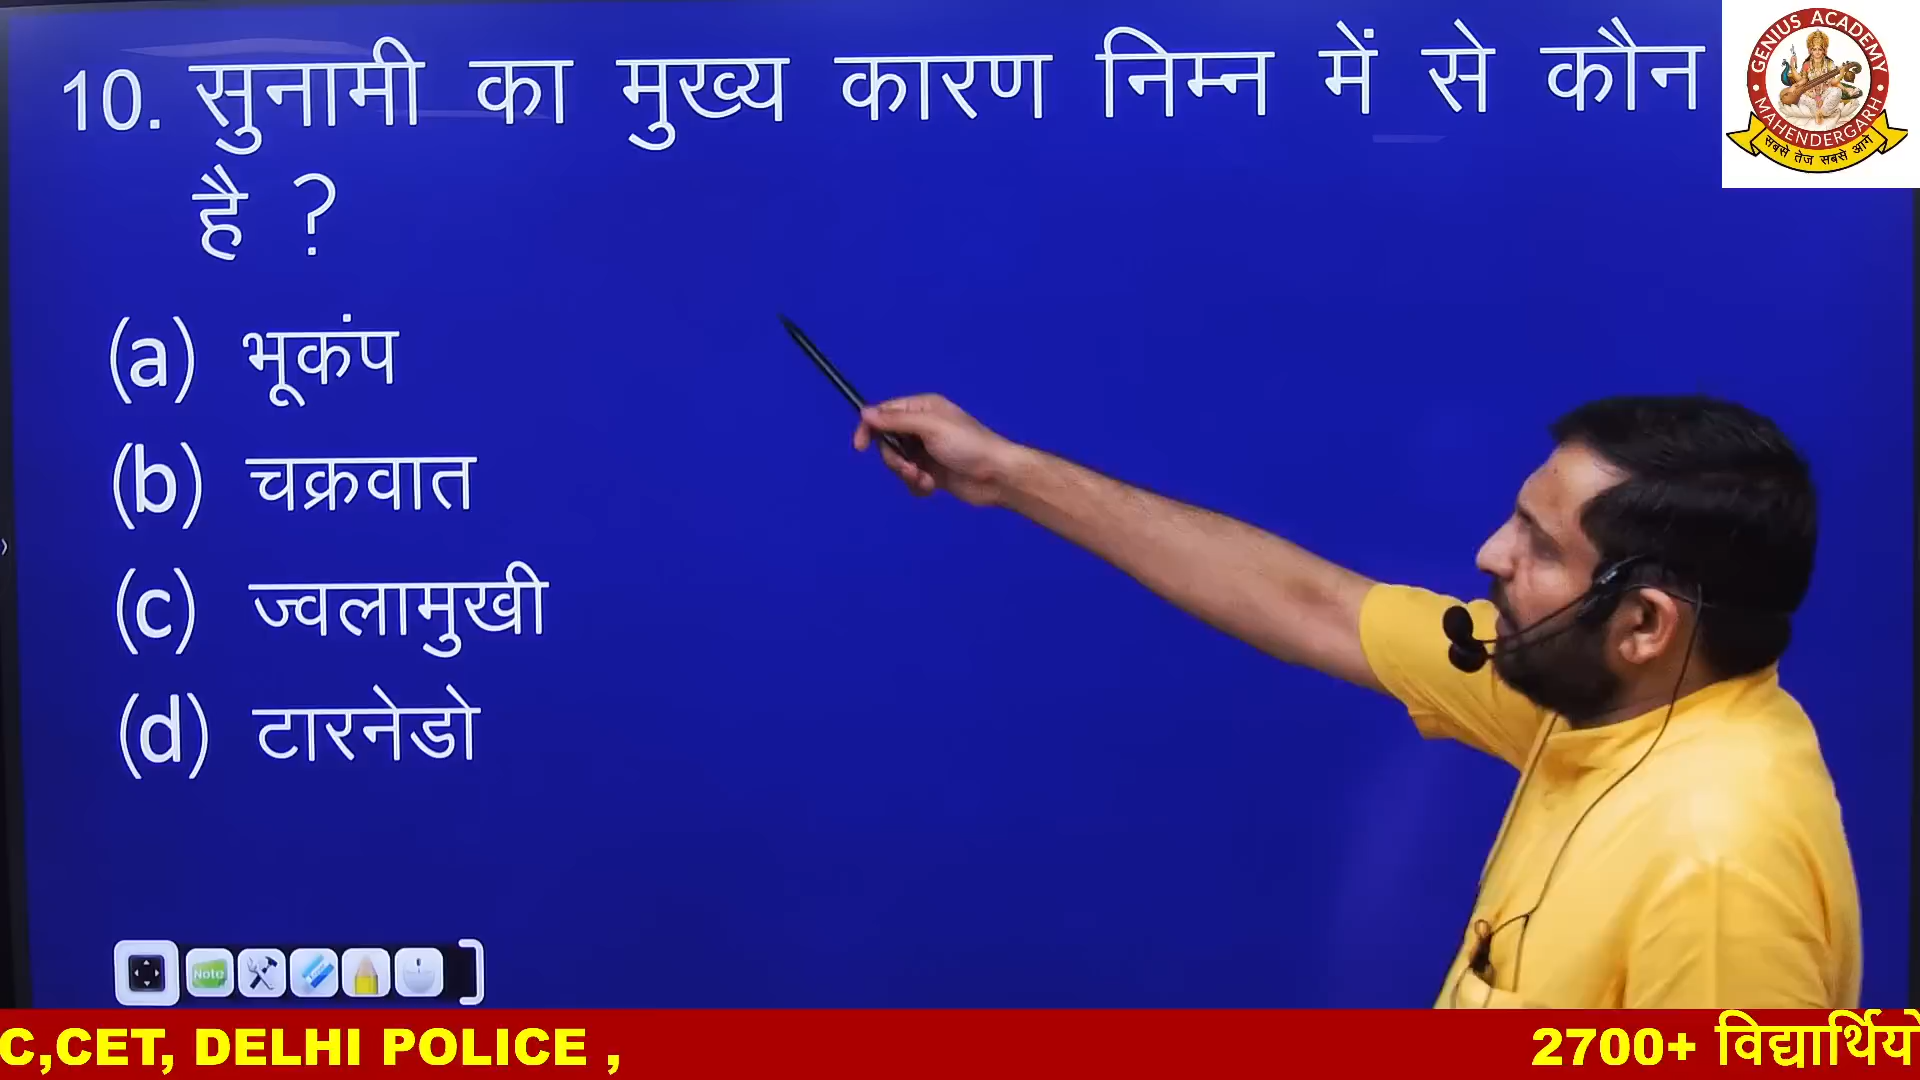 10. सुनामी का मुख्य कारण निम्न में से कौन
है ?
(a) भूकंप
(b) चक्रवात
(c) ज्वलामुखी
(d) टारनेडो
GENIUS ACADEMY
MAHENDERGARH
सबसे तेज सबसे आगे
Note
C,CET, DELHI POLICE , 2700+ विद्यार्थियो